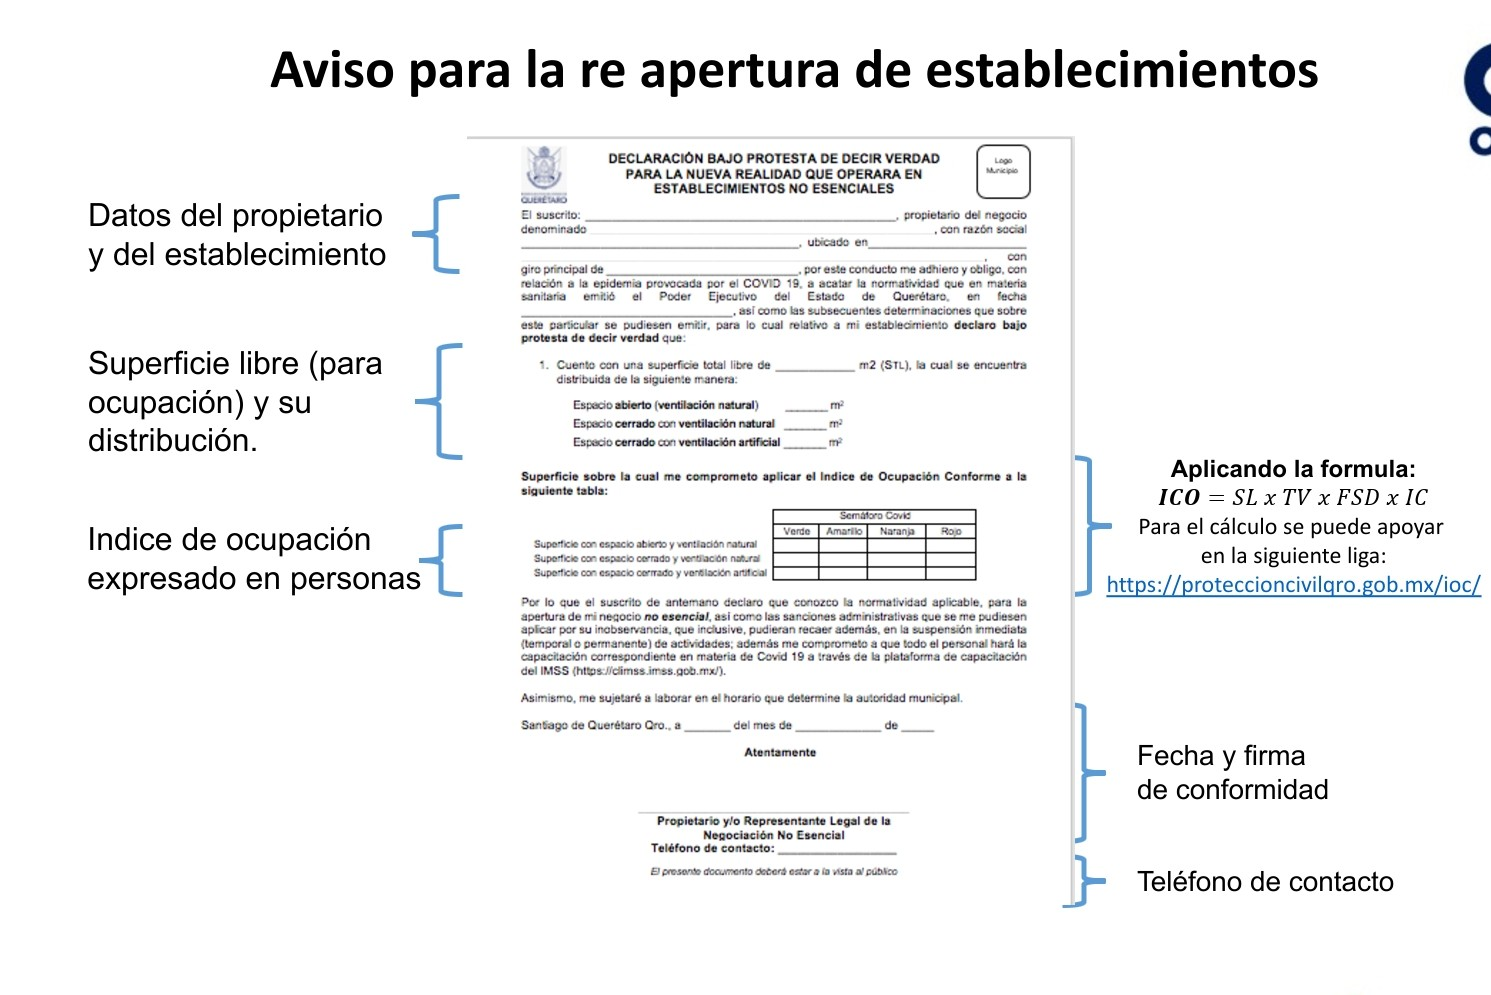 Aviso para la re apertura de establecimientos
Datos del propietario
y del establecimiento
Superficie libre (para
ocupación) y su
distribución.
Indice de ocupación
expresado en personas
QUERÉTARO
DECLARACIÓN BAJO PROTESTA DE DECIR VERDAD
PARA LA NUEVA REALIDAD QUE OPERARA EN
ESTABLECIMIENTOS NO ESENCIALES
Logo
Municipio
El suscrito: ____________, propietario del negocio
denominado ____________, con razón social
____________, ubicado en____________
____________, con
giro principal de ____________, por este conducto me adhiero y obligo, con
relación a la epidemia provocada por el COVID 19, a acatar la normatividad que en materia
sanitaria emitió el Poder Ejecutivo del Estado de Querétaro, en fecha
____________, así como las subsecuentes determinaciones que sobre
este particular se pudiesen emitir, para lo cual relativo a mi establecimiento declaro bajo
protesta de decir verdad que:
1. Cuento con una superficie total libre de ____________ m2 (STL), la cual se encuentra
distribuida de la siguiente manera:
Espacio abierto (ventilación natural) _______ m²
Espacio cerrado con ventilación natural _______ m²
Espacio cerrado con ventilación artificial _______ m²
Superficie sobre la cual me comprometo aplicar el Indice de Ocupación Conforme a la
siguiente tabla:
Semáforo Covid
Verde Amarillo Naranja Rojo
Superficie con espacio abierto y ventilación natural
Superficie con espacio cerrado y ventilación natural
Superficie con espacio cerrrado y ventilación artificial
Por lo que el suscrito de antemano declaro que conozco la normatividad aplicable, para la
apertura de mi negocio no esencial, así como las sanciones administrativas que se me pudiesen
aplicar por su inobservancia, que inclusive, pudieran recaer además, en la suspensión inmediata
(temporal o permanente) de actividades; además me comprometo a que todo el personal hará la
capacitación correspondiente en materia de Covid 19 a través de la plataforma de capacitación
del IMSS (https://climss.imss.gob.mx/).
Asimismo, me sujetaré a laborar en el horario que determine la autoridad municipal.
Santiago de Querétaro Qro., a _______ del mes de ____________ de _____
Atentamente
Propietario y/o Representante Legal de la
Negociación No Esencial
Teléfono de contacto: ____________
El presente documento deberá estar a la vista al público
Aplicando la formula:
ICO = SL x TV x FSD x IC
Para el cálculo se puede apoyar
en la siguiente liga:
https://proteccioncivilqro.gob.mx/ioc/
Fecha y firma
de conformidad
Teléfono de contacto